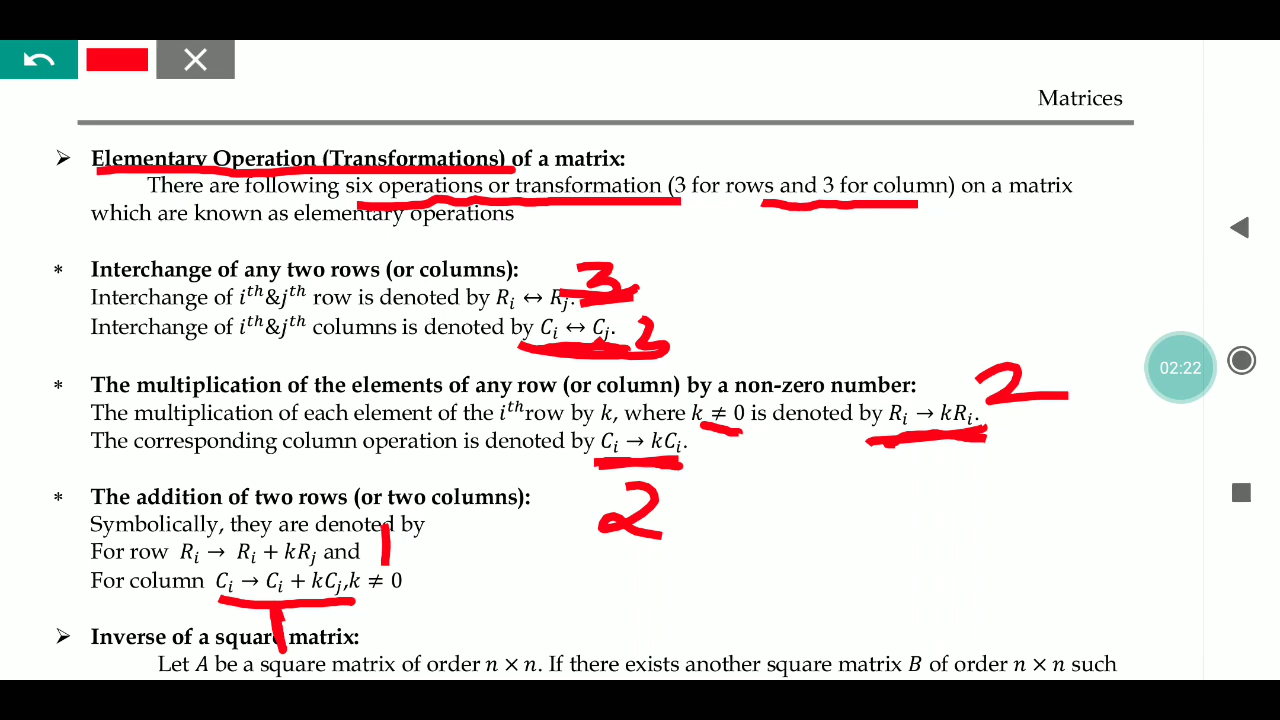 Matrices
➢ Elementary Operation (Transformations) of a matrix:
There are following six operations or transformation (3 for rows and 3 for column) on a matrix
which are known as elementary operations
* Interchange of any two rows (or columns):
3
Interchange of i^{th}&j^{th} row is denoted by R_i ↔ R_j.
Interchange of i^{th}&j^{th} columns is denoted by C_i ↔ C_j.
3
* The multiplication of the elements of any row (or column) by a non-zero number:
2
The multiplication of each element of the i^{th}row by k, where k ≠ 0 is denoted by R_i → kR_i.
02:22
The corresponding column operation is denoted by C_i → kC_i.
* The addition of two rows (or two columns):
2
Symbolically, they are denoted by
For row R_i → R_i + kR_j and
1
For column C_i → C_i + kC_j,k ≠ 0
1
➢ Inverse of a square matrix:
Let A be a square matrix of order n × n. If there exists another square matrix B of order n × n such